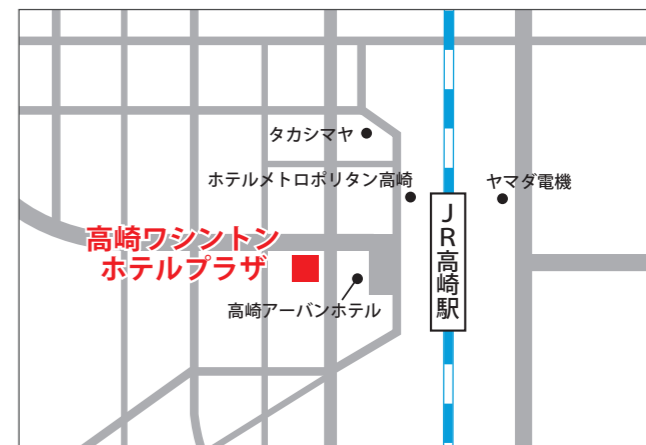 タカシマヤ
ホテルメトロポリタン高崎
ヤマダ電機
高崎ワシントン
ホテルプラザ
JR高崎駅
高崎アーバンホテル